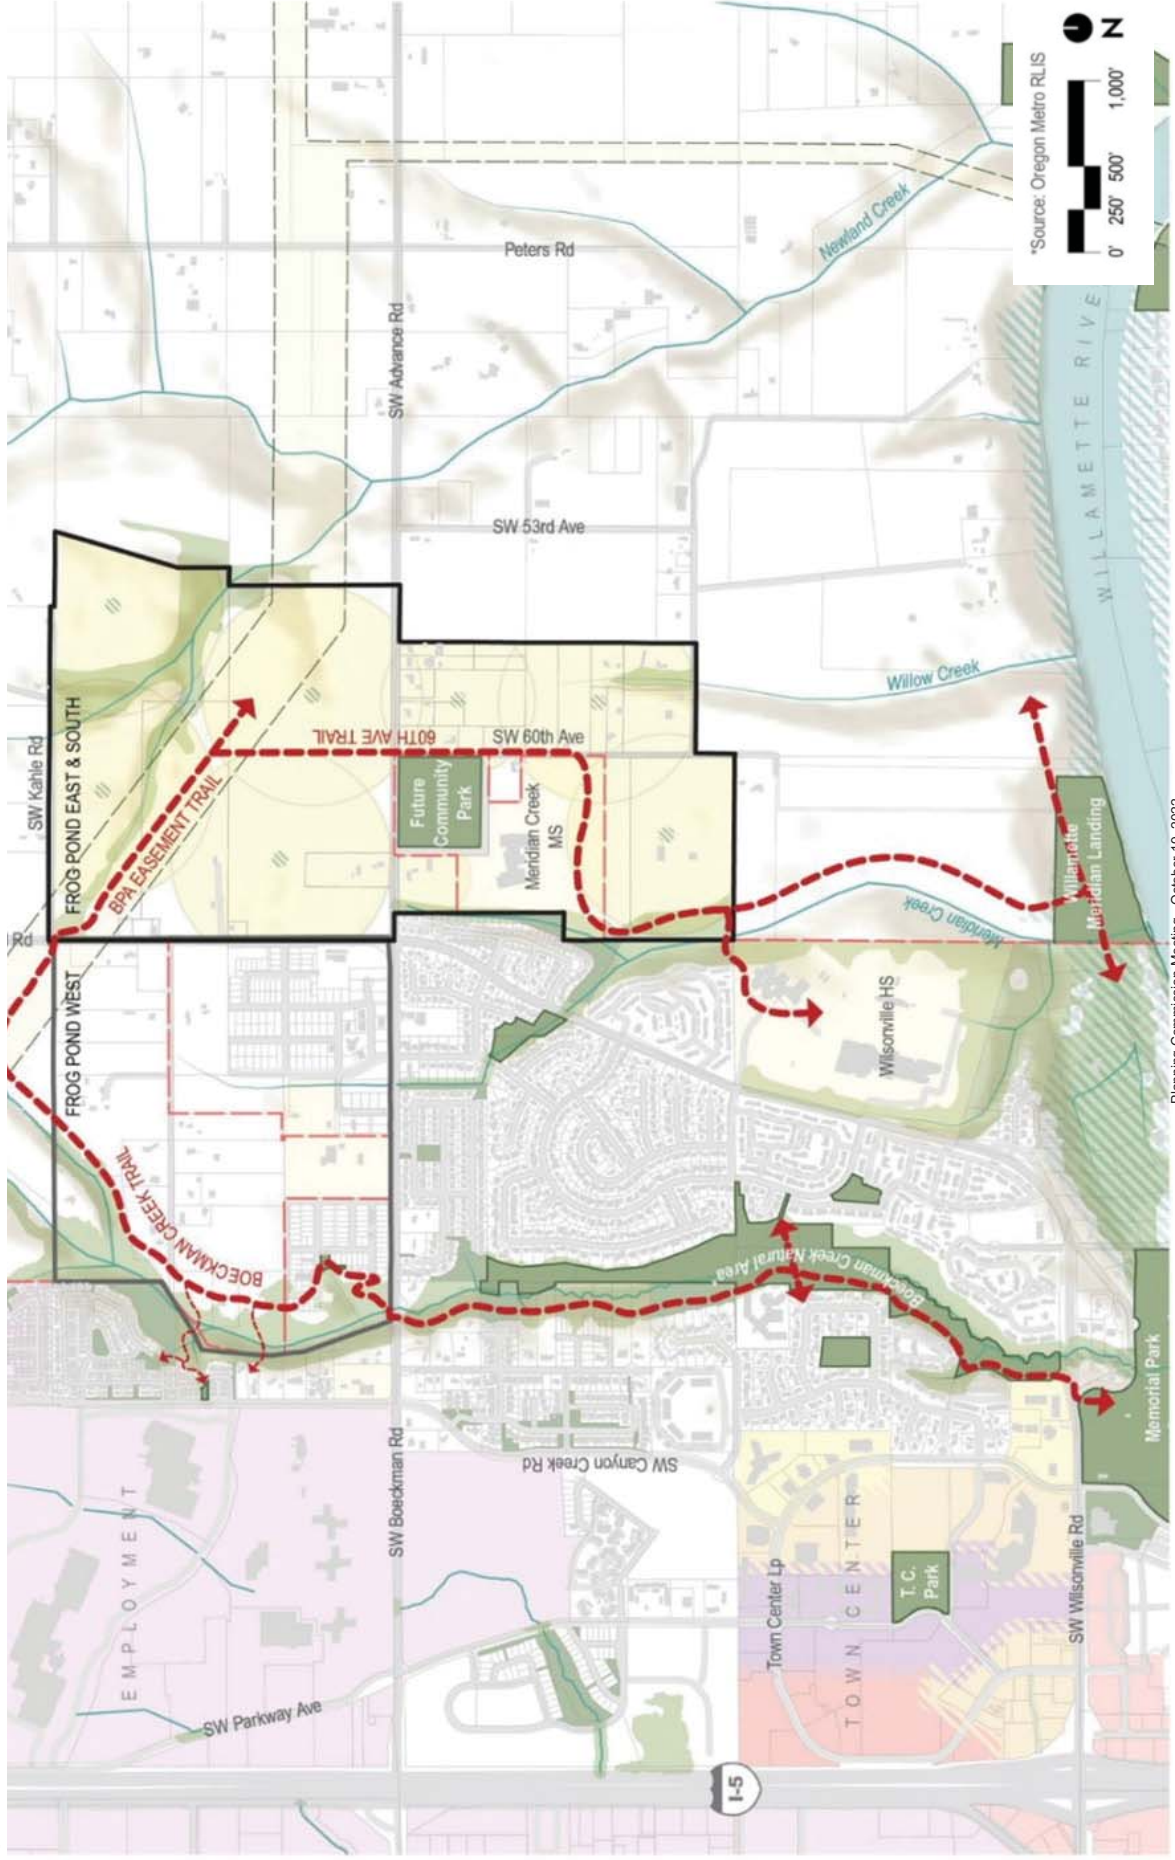 SW Kahle Rd
Rd
FROG POND EAST & SOUTH
FROG POND WEST
BPA EASEMENT TRAIL
BOECKMAN CREEK TRAIL
60TH AVE TRAIL
SW 60th Ave
Future
Community
Park
Meridian Creek
MS
SW 53rd Ave
SW Advance Rd
Peters Rd
Newland Creek
Willow Creek
Meridian Creek
Willamette
Meridian Landing
WILLAMETTE RIVE
Wilsonville HS
Boeckman Creek Natural Area
Memorial Park
SW Boeckman Rd
SW Canyon Creek Rd
EMPLOYMENT
SW Parkway Ave
Town Center Lp
TOWN CENTER
T.C.
Park
SW Wilsonville Rd
I-5
*Source: Oregon Metro RLIS
0' 250' 500' 1,000'
N